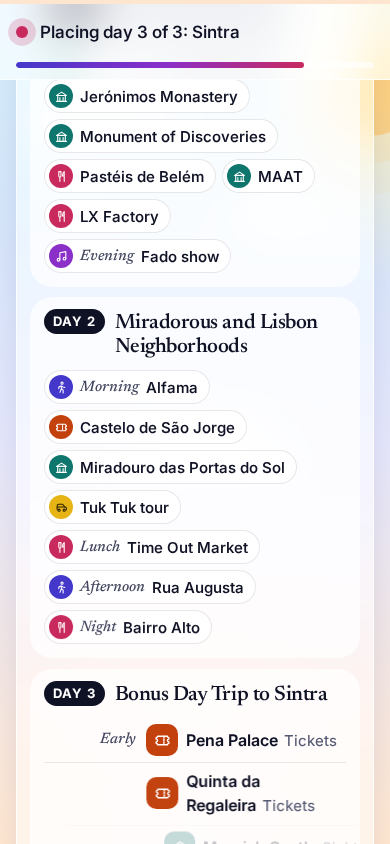 Placing day 3 of 3: Sintra
Jerónimos Monastery
Monument of Discoveries
Pastéis de Belém MAAT
LX Factory
Evening Fado show
DAY 2 Miradorous and Lisbon
Neighborhoods
Morning Alfama
Castelo de São Jorge
Miradouro das Portas do Sol
Tuk Tuk tour
Lunch Time Out Market
Afternoon Rua Augusta
Night Bairro Alto
DAY 3 Bonus Day Trip to Sintra
Early Pena Palace Tickets
Quinta da
Regaleira Tickets